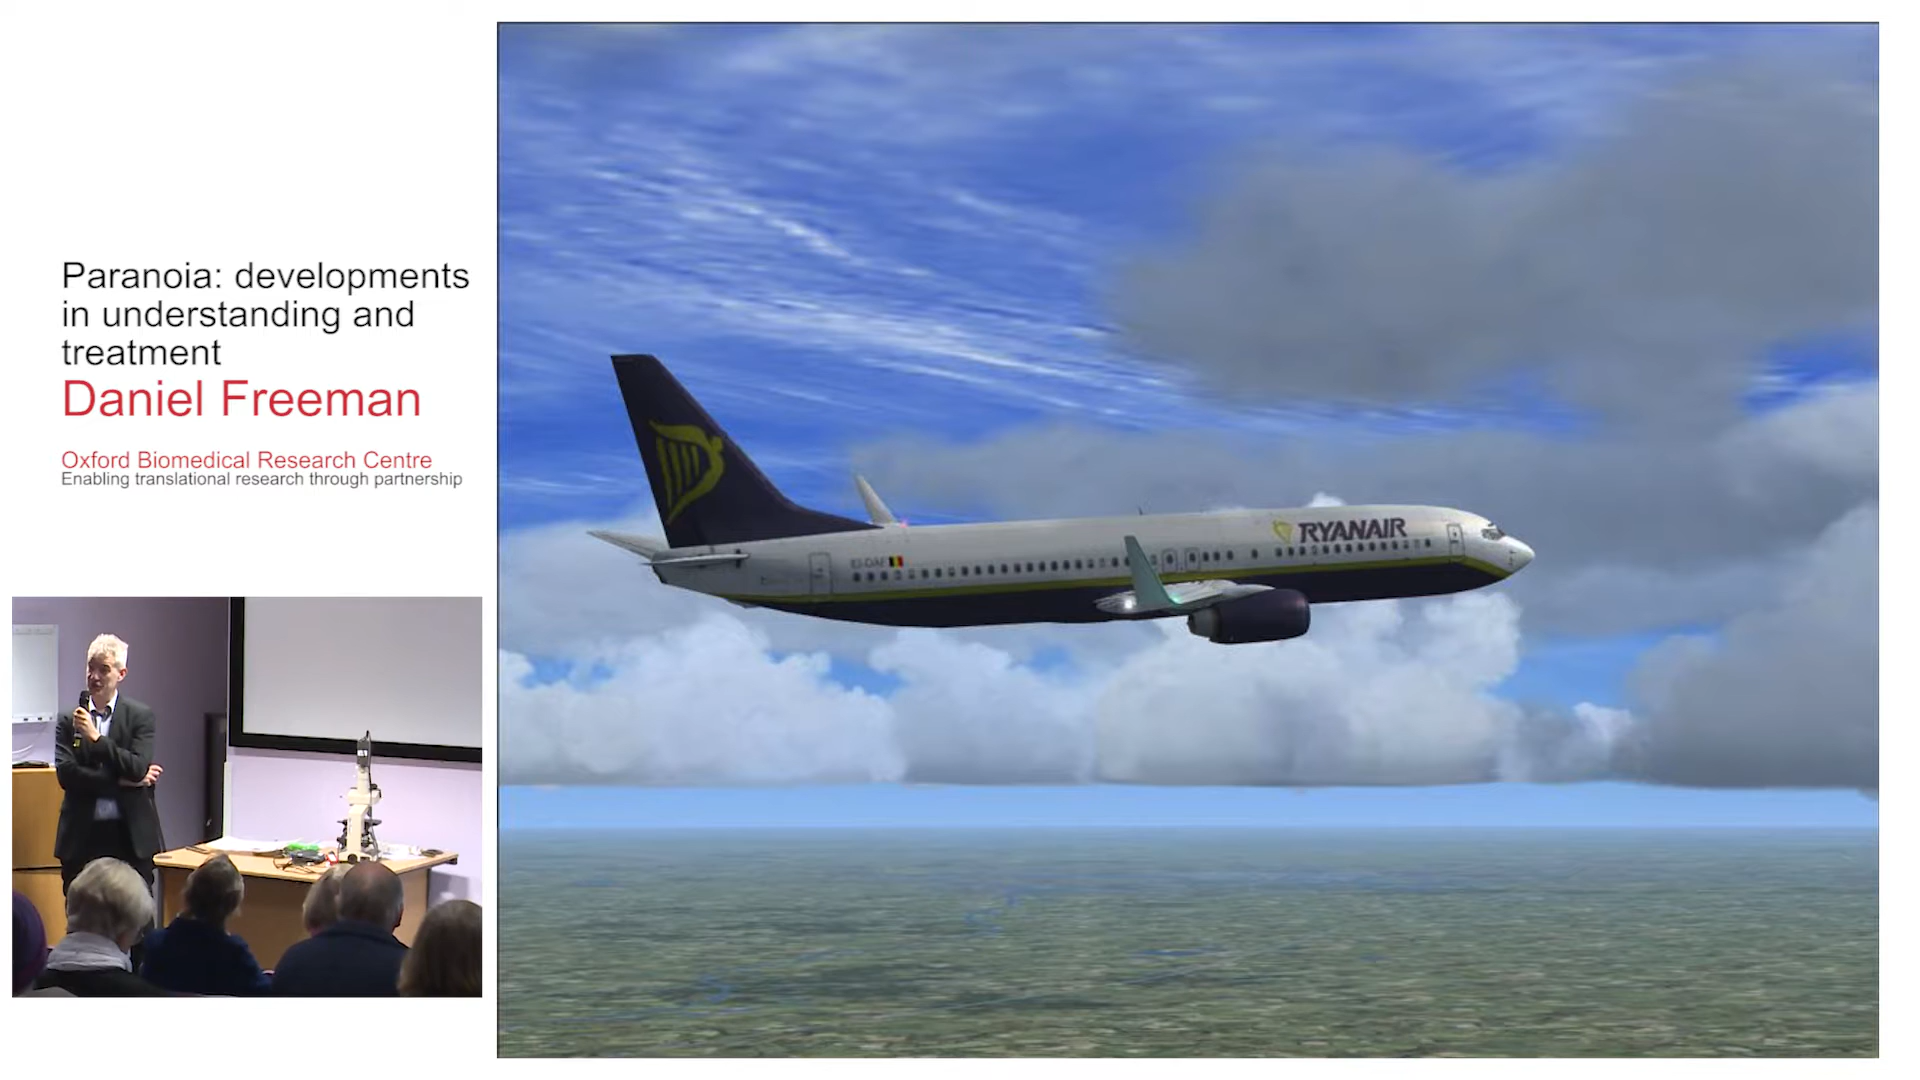 Paranoia: developments
in understanding and
treatment
Daniel Freeman
Oxford Biomedical Research Centre
Enabling translational research through partnership
RYANAIR